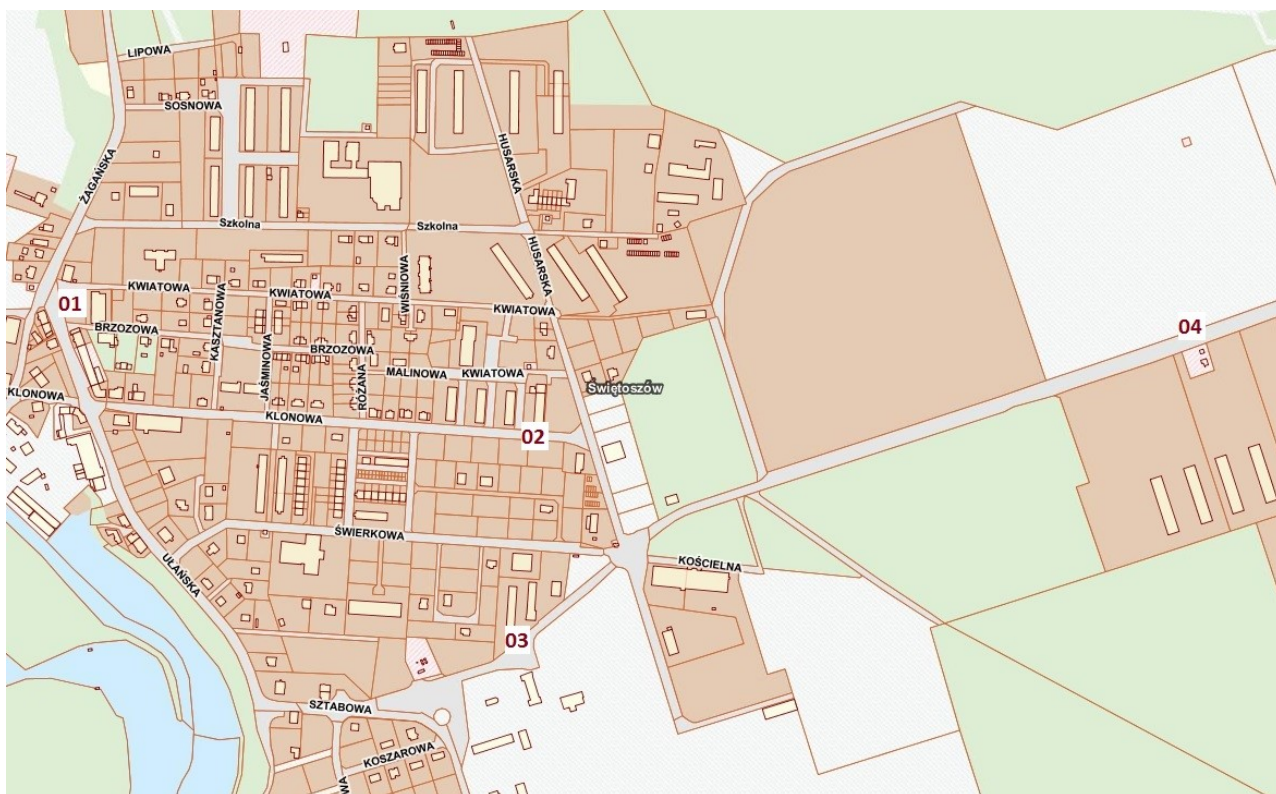 LIPOWA
SOSNOWA
HUSARSKA
ŻAGAŃSKA
Szkolna
Szkolna
HUSARSKA
WIŚNIOWA
KWIATOWA
KWIATOWA
KWIATOWA
01
KASZTANOWA
BRZOZOWA
BRZOZOWA
04
JAŚMINOWA
RÓŻANA
MALINOWA
KWIATOWA
Świętoszów
KLONOWA
KLONOWA
02
ŚWIERKOWA
UŁAŃSKA
KOŚCIELNA
03
SZTABOWA
KOSZAROWA
WA